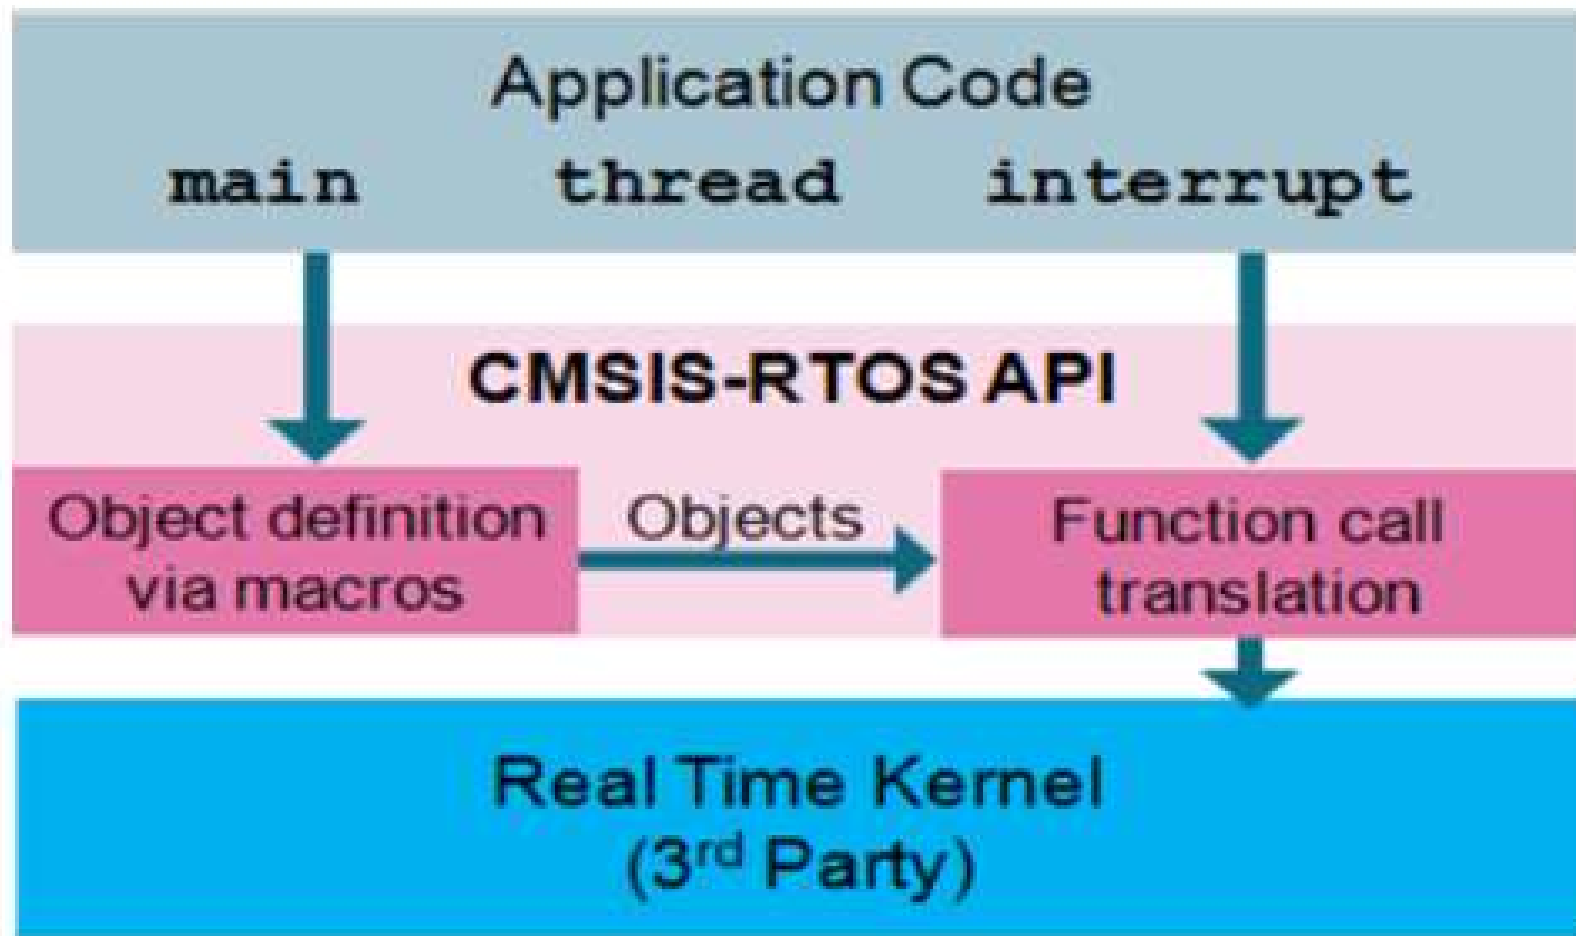 Application Code
main thread interrupt
CMSIS-RTOS API
Object definition
via macros
Objects
Function call
translation
Real Time Kernel
(3rd Party)